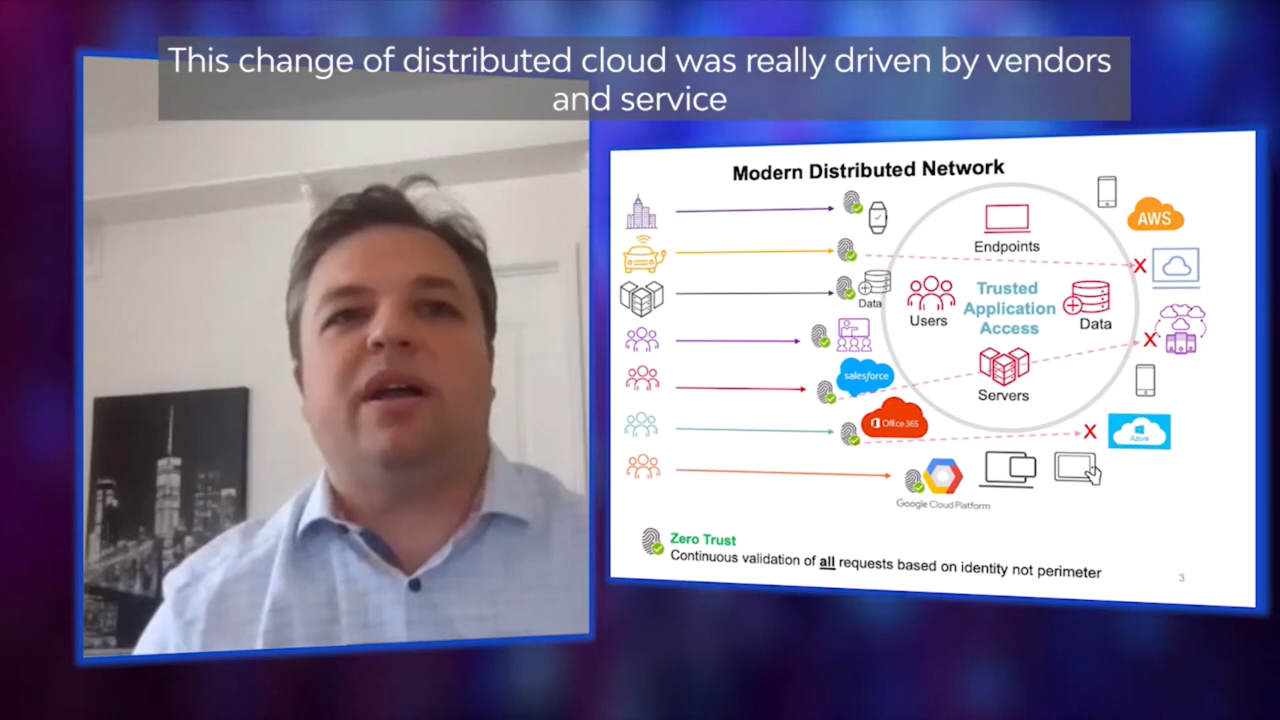 This change of distributed cloud was really driven by vendors
and service
Modern Distributed Network
AWS
Endpoints
Data
Users
Trusted
Application
Access
Data
Servers
salesforce
Office 365
Azure
Google Cloud Platform
Zero Trust
Continuous validation of all requests based on identity not perimeter
3
X
X
X